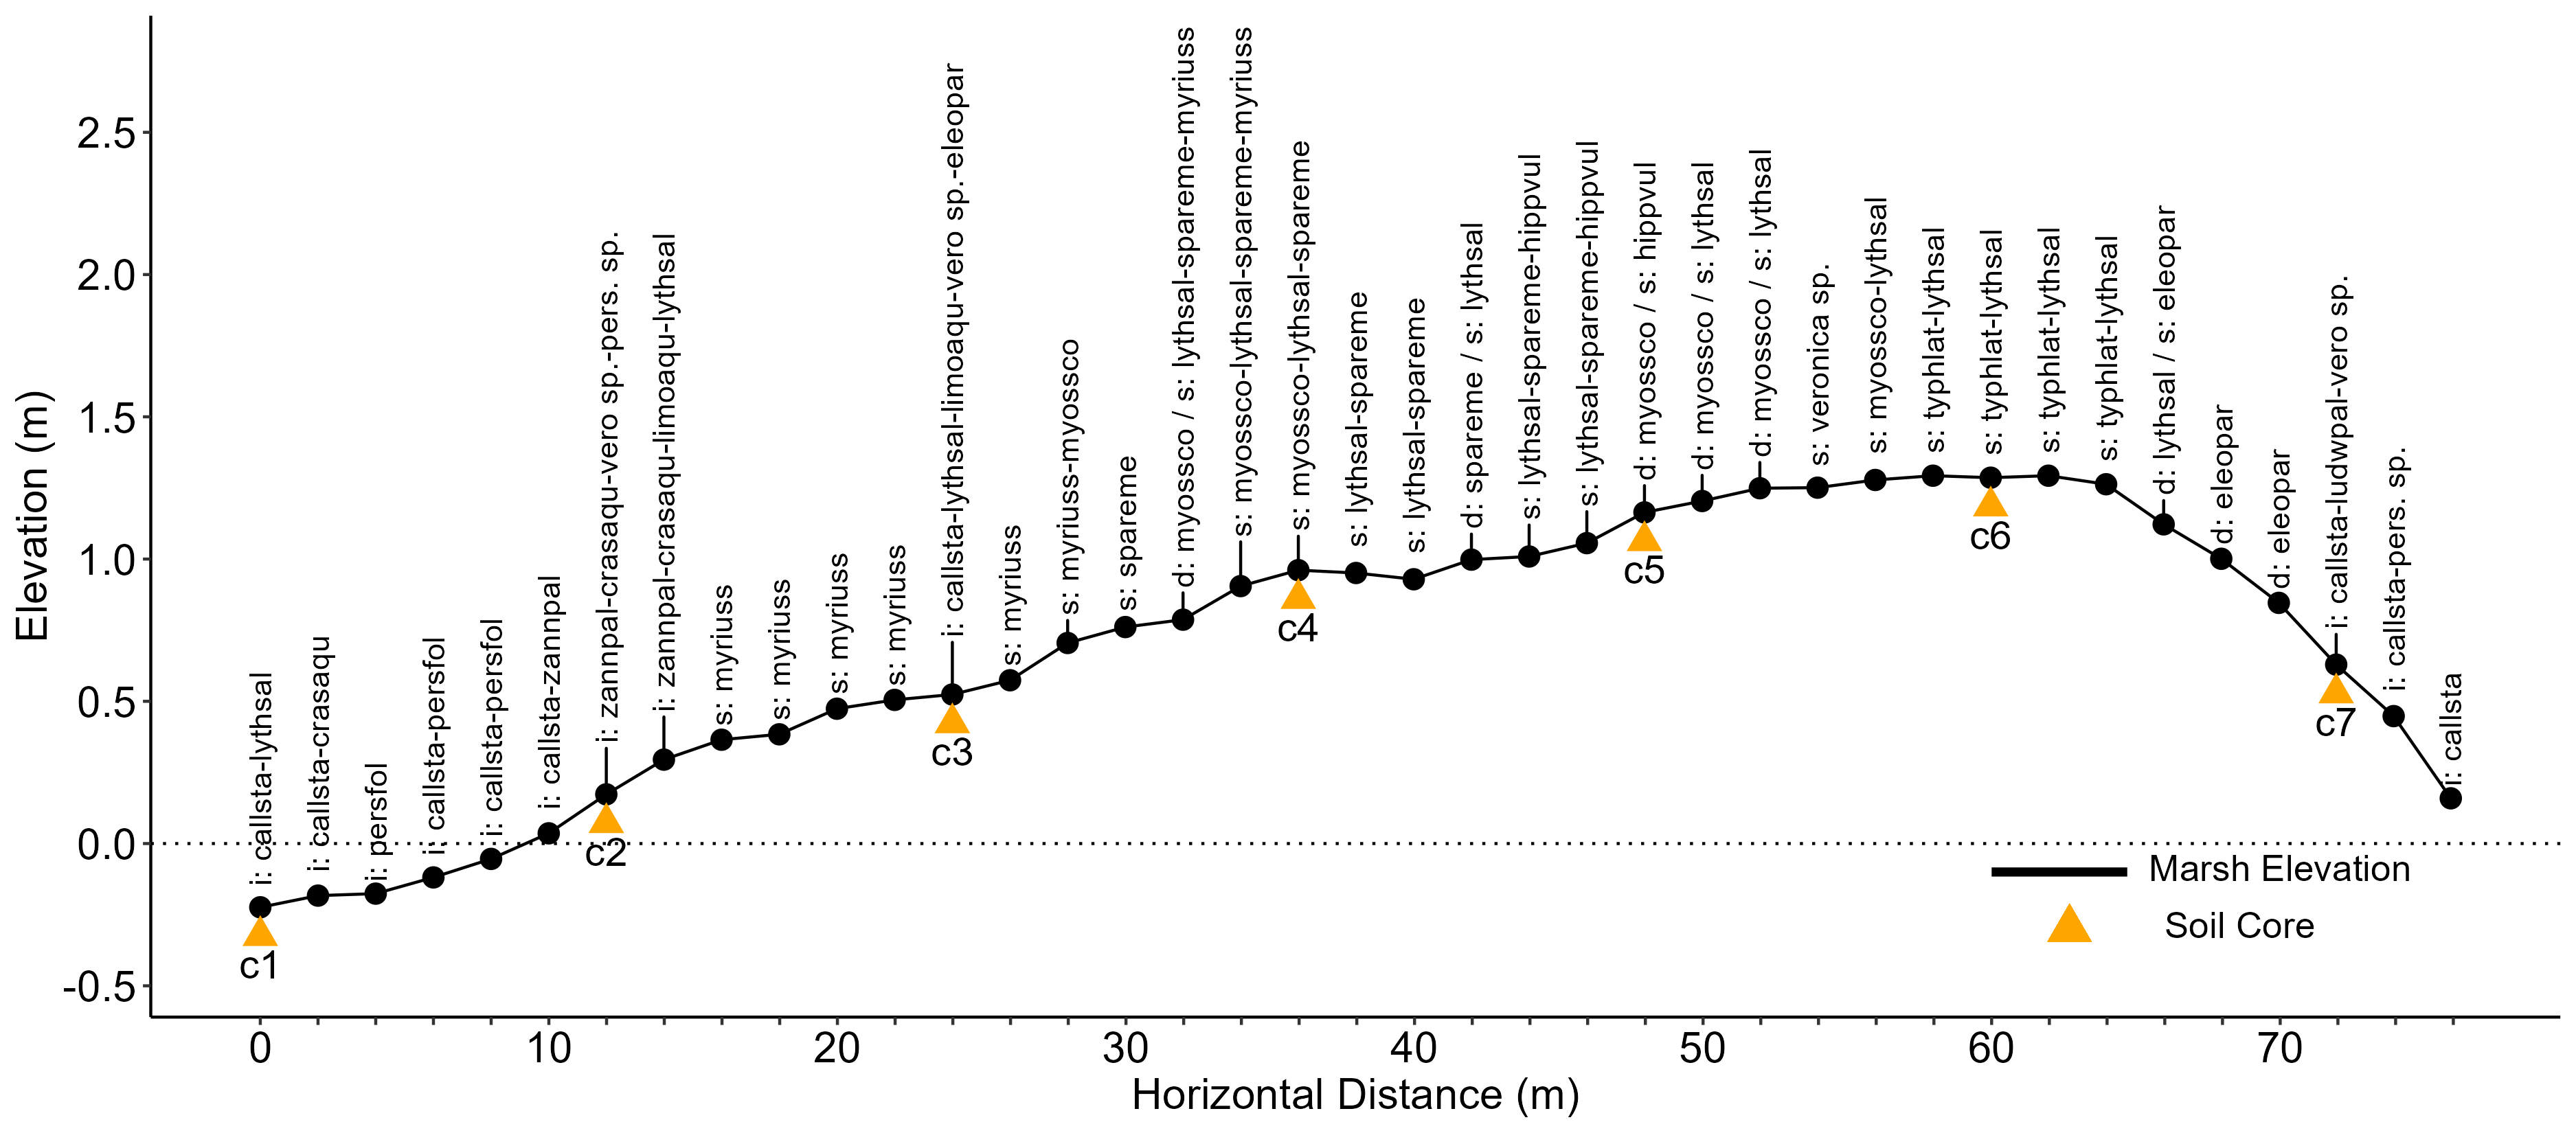 Elevation (m)
2.5
2.0
1.5
1.0
0.5
0.0
-0.5
i: callsta-lythsal
i: callsta-crasaqu
i: persfol
i: callsta-persfol
i: callsta-persfol
i: callsta-zannpal
i: zannpal-crasaqu-vero sp.-pers. sp.
i: zannpal-crasaqu-limoaqu-lythsal
s: myriuss
s: myriuss
s: myriuss
s: myriuss
i: callsta-lythsal-limoaqu-vero sp.-eleopar
s: myriuss
s: myriuss-myossco
s: spareme
d: myossco / s: lythsal-spareme-myriuss
s: myossco-lythsal-spareme-myriuss
s: myossco-lythsal-spareme
s: lythsal-spareme
s: lythsal-spareme
d: spareme / s: lythsal
s: lythsal-spareme-hippvul
s: lythsal-spareme-hippvul
d: myossco / s: hippvul
d: myossco / s: lythsal
d: myossco / s: lythsal
s: veronica sp.
s: myossco-lythsal
s: typhlat-lythsal
s: typhlat-lythsal
s: typhlat-lythsal
s: typhlat-lythsal
d: lythsal / s: eleopar
d: eleopar
d: eleopar
i: callsta-ludwpal-vero sp.
i: callsta-pers. sp.
i: callsta
c1
c2
c3
c4
c5
c6
c7
Marsh Elevation
Soil Core
0 10 20 30 40 50 60 70
Horizontal Distance (m)